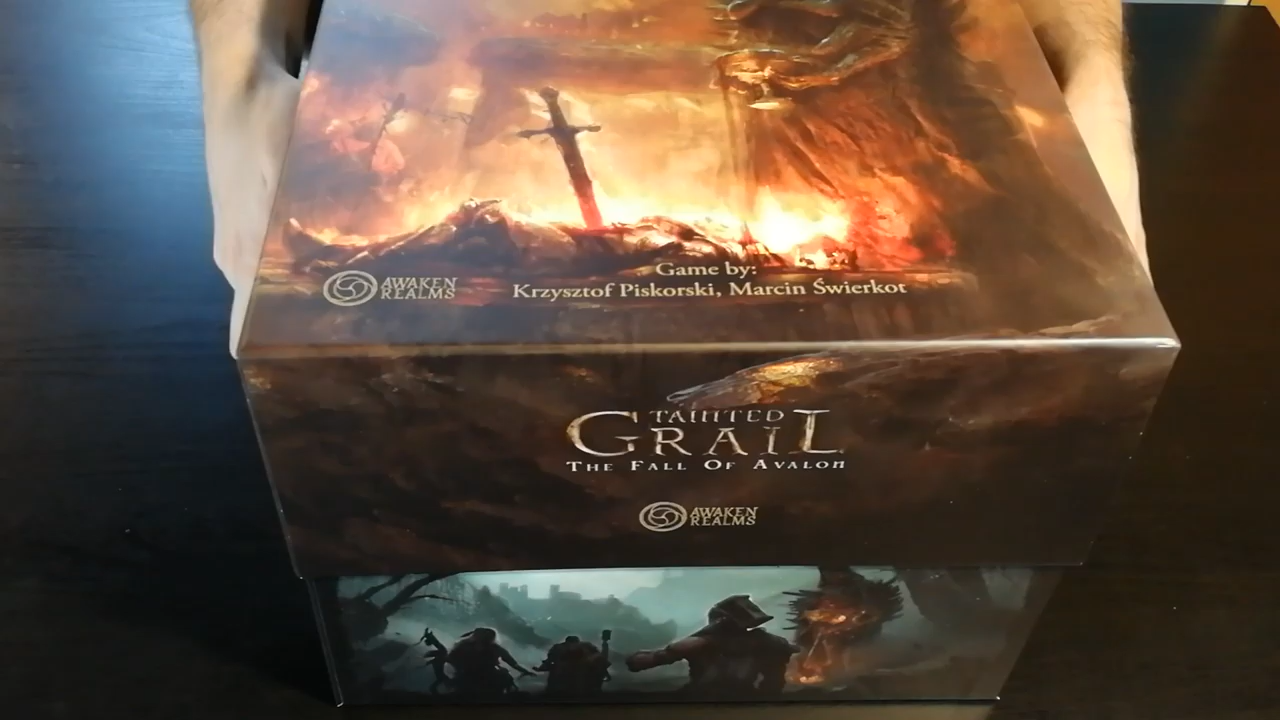 Game by:
Krzysztof Piskorski, Marcin Świerkot
AWAKEN
REALMS
TAINTED
GRAIL
THE FALL OF AVALON
AWAKEN
REALMS